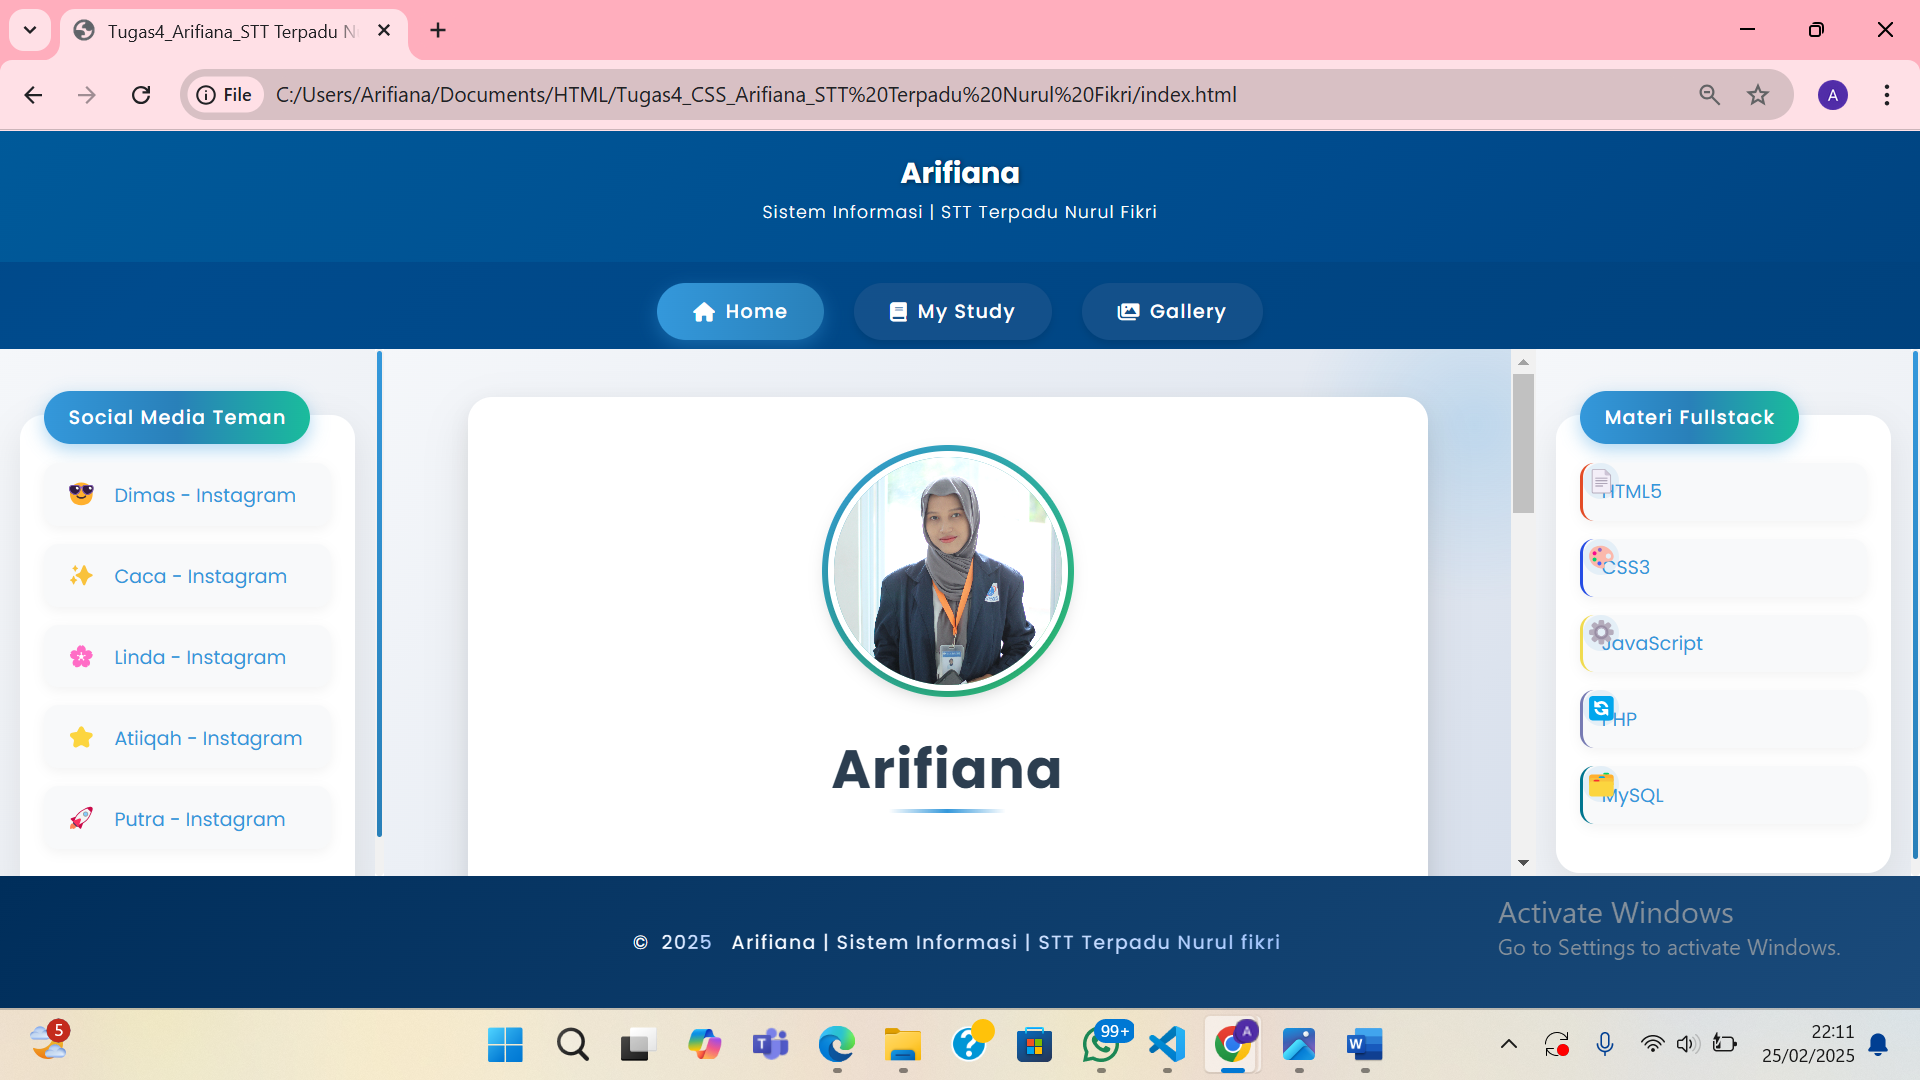 Tugas4_Arifiana_STT Terpadu N
File
C:/Users/Arifiana/Documents/HTML/Tugas4_CSS_Arifiana_STT%20Terpadu%20Nurul%20Fikri/index.html
A
Arifiana
Sistem Informasi | STT Terpadu Nurul Fikri
Home
My Study
Gallery
Social Media Teman
Dimas - Instagram
Caca - Instagram
Linda - Instagram
Atiiqah - Instagram
Putra - Instagram
Arifiana
Materi Fullstack
HTML5
CSS3
JavaScript
PHP
MySQL
© 2025 Arifiana | Sistem Informasi | STT Terpadu Nurul fikri
Activate Windows
Go to Settings to activate Windows.
5
99+
A
22:11
25/02/2025